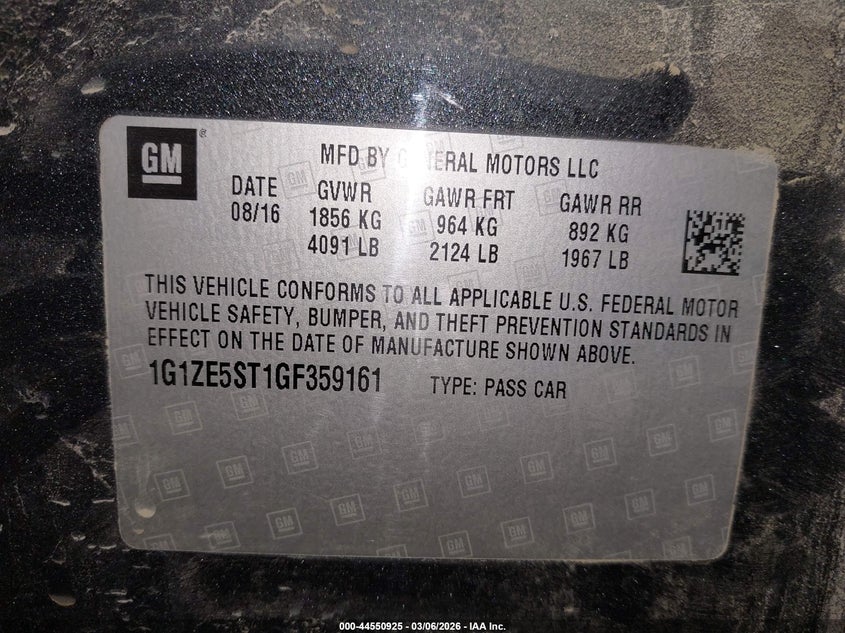 GM
MFD BY GENERAL MOTORS LLC
DATE GVWR GAWR FRT GAWR RR
08/16 1856 KG 964 KG 892 KG
4091 LB 2124 LB 1967 LB
THIS VEHICLE CONFORMS TO ALL APPLICABLE U.S. FEDERAL MOTOR
VEHICLE SAFETY, BUMPER, AND THEFT PREVENTION STANDARDS IN
EFFECT ON THE DATE OF MANUFACTURE SHOWN ABOVE.
1G1ZE5ST1GF359161 TYPE: PASS CAR
000-44550925 - 03/06/2026 - IAA Inc.